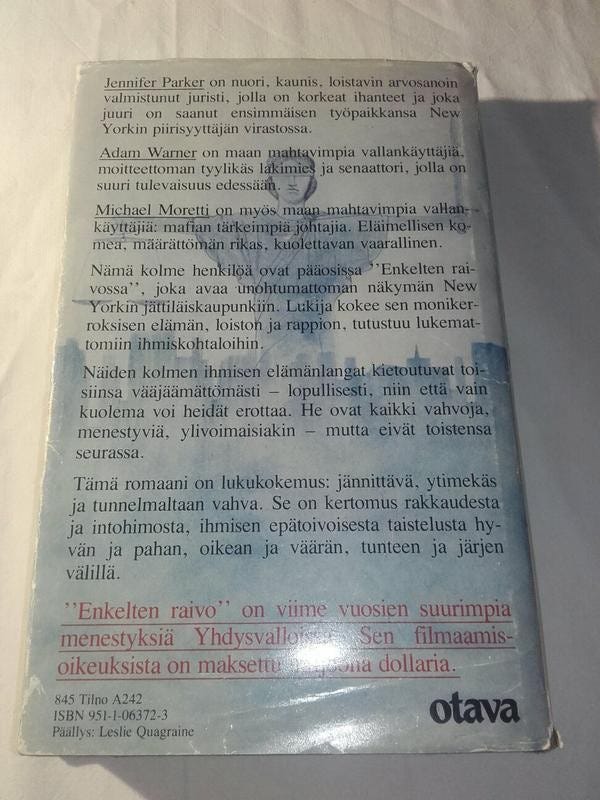 Jennifer Parker on nuori, kaunis, loistavin arvosanoin
valmistunut juristi, jolla on korkeat ihanteet ja joka
juuri on saanut ensimmäisen työpaikkansa New
Yorkin piirisyyttäjän virastossa.
Adam Warner on maan mahtavimpia vallankäyttäjiä,
moitteettoman tyylikäs lakimies ja senaattori, jolla on
suuri tulevaisuus edessään.
Michael Moretti on myös maan mahtavimpia vallan-
käyttäjiä: mafian tärkeimpiä johtajia. Eläimellisen ko-
mea, määrättömän rikas, kuolettavan vaarallinen.
Nämä kolme henkilöä ovat pääosissa ''Enkelten rai-
vossa'', joka avaa unohtumattoman näkymän New
Yorkin jättiläiskaupunkiin. Lukija kokee sen moniker-
roksisen elämän, loiston ja rappion, tutustuu lukemat-
tomiin ihmiskohtaloihin.
Näiden kolmen ihmisen elämänlangat kietoutuvat toi-
siinsa vääjäämättömästi – lopullisesti, niin että vain
kuolema voi heidät erottaa. He ovat kaikki vahvoja,
menestyviä, ylivoimaisiakin – mutta eivät toistensa
seurassa.
Tämä romaani on lukukokemus: jännittävä, ytimekäs
ja tunnelmaltaan vahva. Se on kertomus rakkaudesta
ja intohimosta, ihmisen epätoivoisesta taistelusta hy-
vän ja pahan, oikean ja väärän, tunteen ja järjen
välillä.
''Enkelten raivo'' on viime vuosien suurimpia
menestyksiä Yhdysvalloissa. Sen filmaamis-
oikeuksista on maksettu dollaria.
845 Tilno A242
ISBN 951-1-06372-3
Päällys: Leslie Quagraine
otava